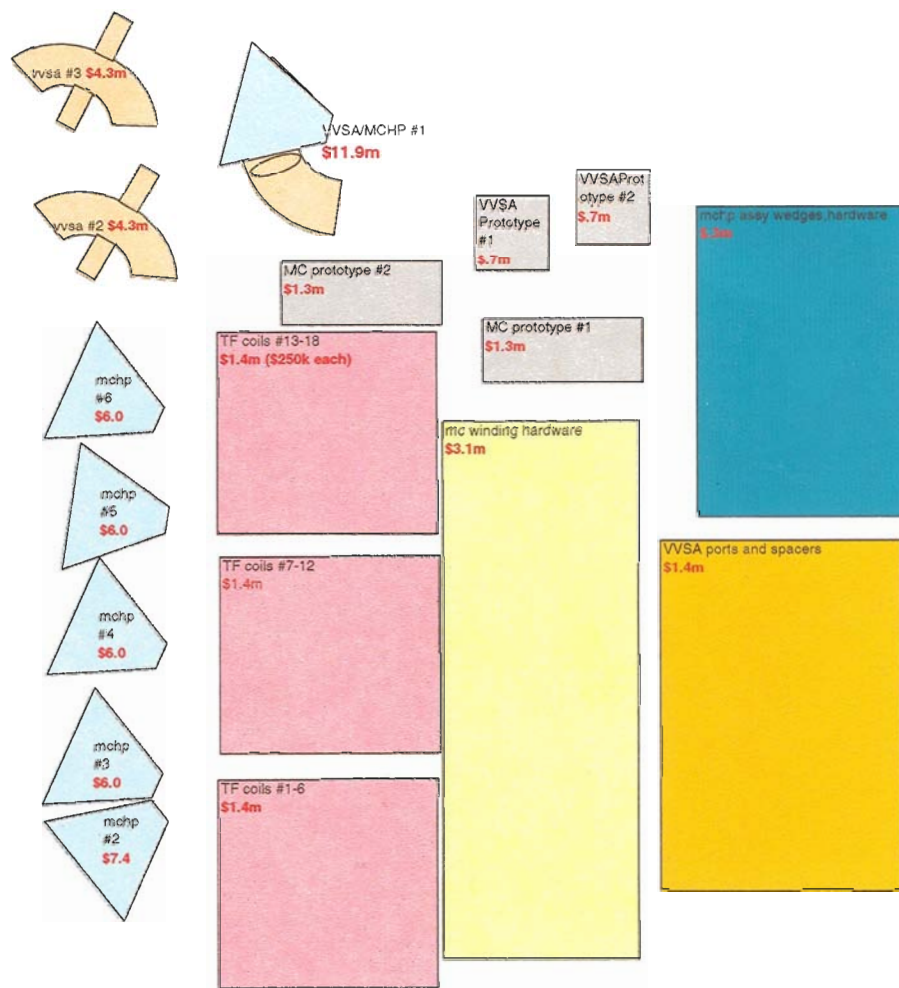 vvsa #3 $4.3m
VVSA/MCHP #1
$11.9m
vvsa #2 $4.3m
VVSA
Prototype
#1
$.7m
VVSAProt
otype #2
$.7m
mchp assy wedges,hardware
MC prototype #2
$1.3m
MC prototype #1
$1.3m
TF coils #13-18
$1.4m ($250k each)
mchp
#6
$6.0
mc winding hardware
$3.1m
mchp
#5
$6.0
TF coils #7-12
$1.4m
VVSA ports and spacers
$1.4m
mchp
#4
$6.0
mchp
#3
$6.0
TF coils #1-6
$1.4m
mchp
#2
$7.4